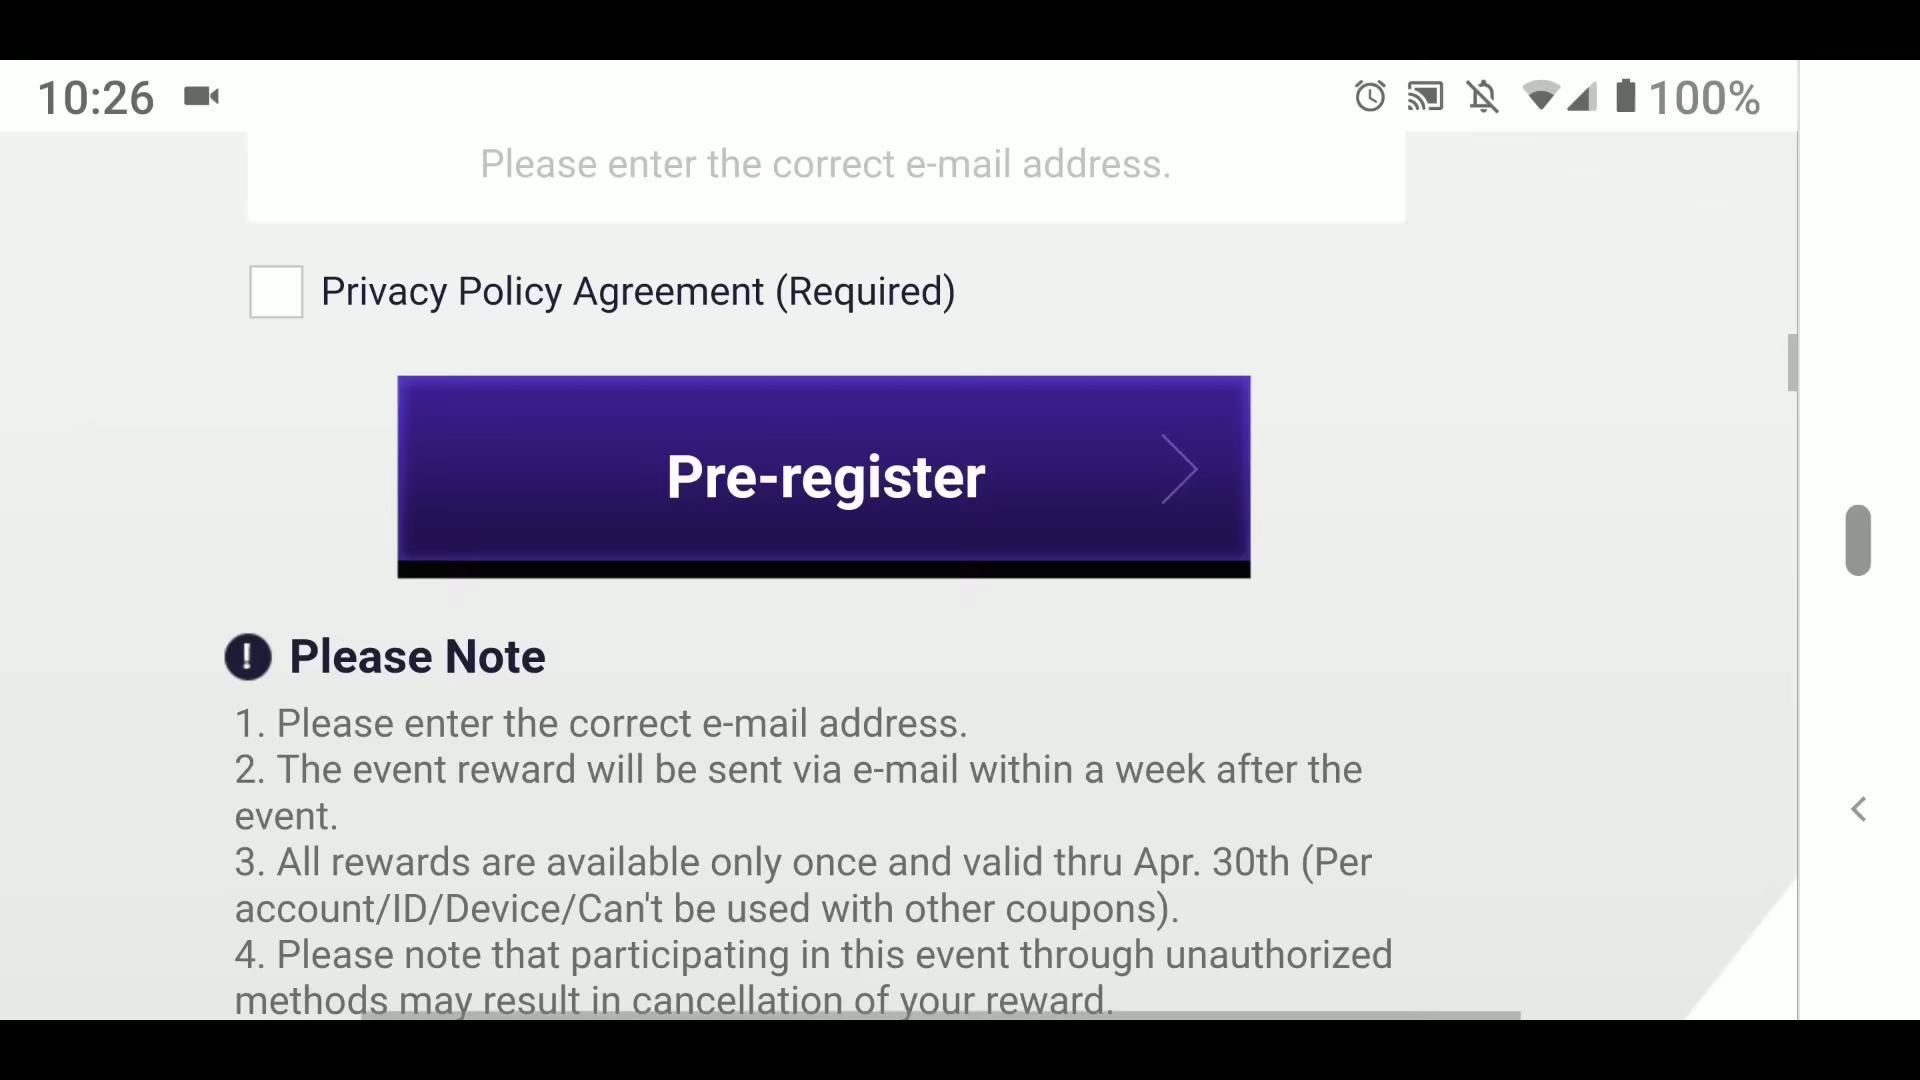 10:26
100%
Please enter the correct e-mail address.
Privacy Policy Agreement (Required)
Pre-register
Please Note
1. Please enter the correct e-mail address.
2. The event reward will be sent via e-mail within a week after the
event.
3. All rewards are available only once and valid thru Apr. 30th (Per
account/ID/Device/Can't be used with other coupons).
4. Please note that participating in this event through unauthorized
methods may result in cancellation of your reward.